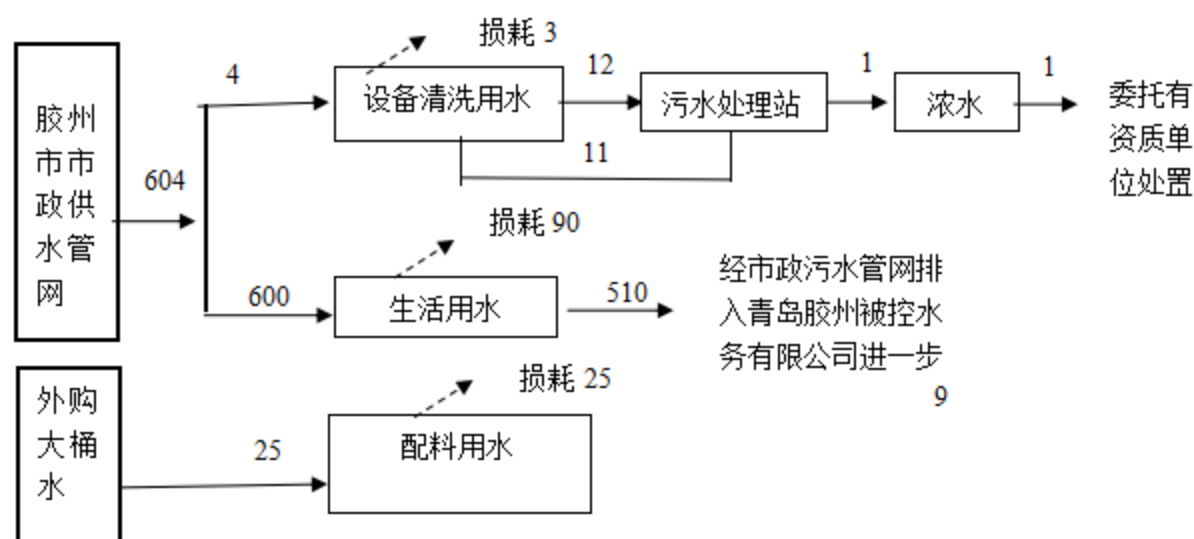 胶州
市市
政供
水管
网
604
4
损耗 3
设备清洗用水
12
污水处理站
1
浓水
1
委托有
资质单
位处置
11
600
损耗 90
生活用水
510
经市政污水管网排
入青岛胶州被控水
务有限公司进一步
9
外购
大桶
水
25
损耗 25
配料用水